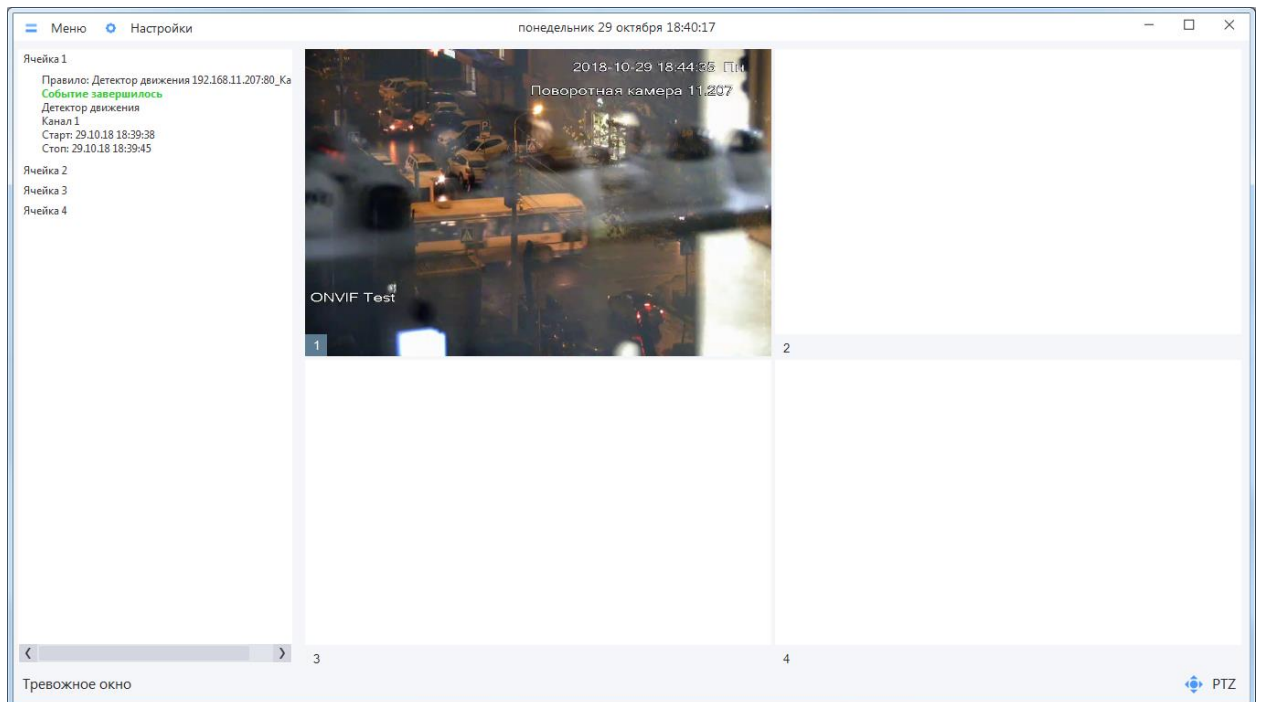 Меню Настройки понедельник 29 октября 18:40:17
Ячейка 1
Правило: Детектор движения 192.168.11.207:80_Ка
Событие завершилось
Детектор движения
Канал 1
Старт: 29.10.18 18:39:38
Стоп: 29.10.18 18:39:45
Ячейка 2
Ячейка 3
Ячейка 4
2018-10-29 18:44:35 Пн
Поворотная камера 11.207
ONVIF Test
1
2
3
4
Тревожное окно
PTZ